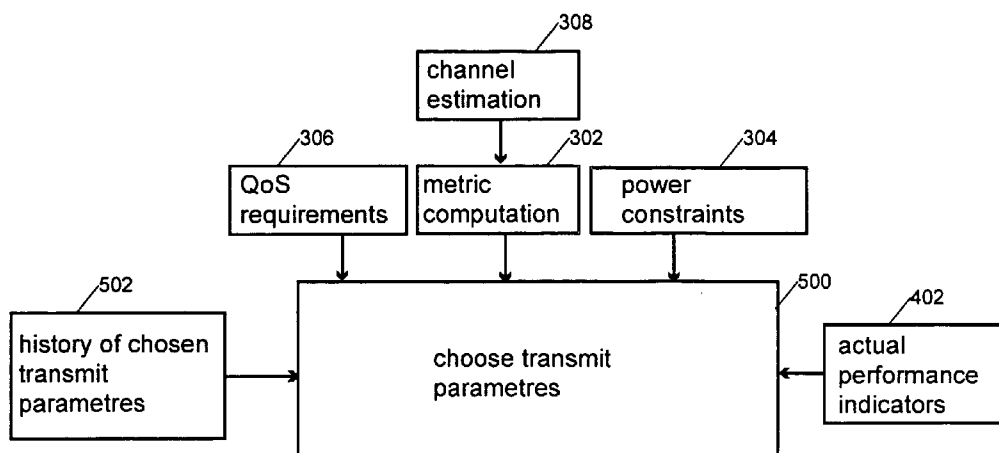 308
channel
estimation
306
302
304
QoS
requirements
metric
computation
power
constraints
502
500
402
history of chosen
transmit
parametres
choose transmit
parametres
actual
performance
indicators